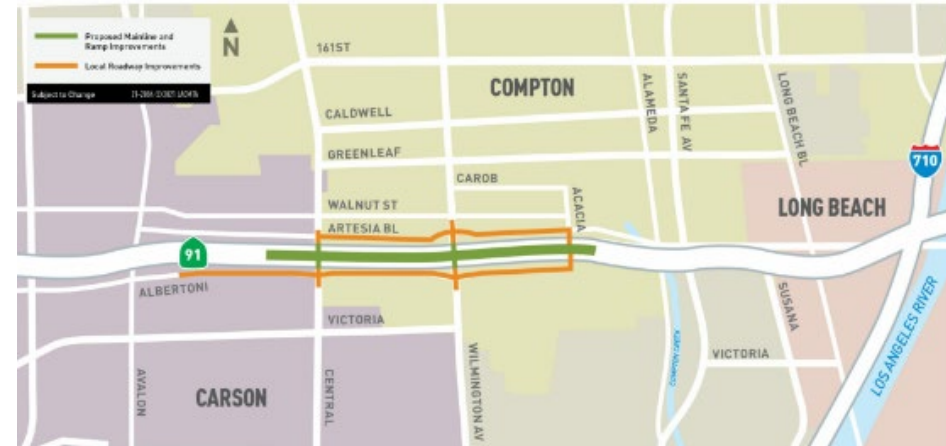 Proposed Mainline and
Ramp Improvements
Local Roadway Improvements
Subject to Change
N
161ST
COMPTON
CALDWELL
GREENLEAF
CAROB
WALNUT ST
ARTESIA BL
ACACIA
ALAMEDA
SANTA FE AV
LONG BEACH BL
710
LONG BEACH
91
ALBERTONI
VICTORIA
AVALON
CARSON
CENTRAL
WILMINGTON AV
VICTORIA
SUSANA
LOS ANGELES RIVER